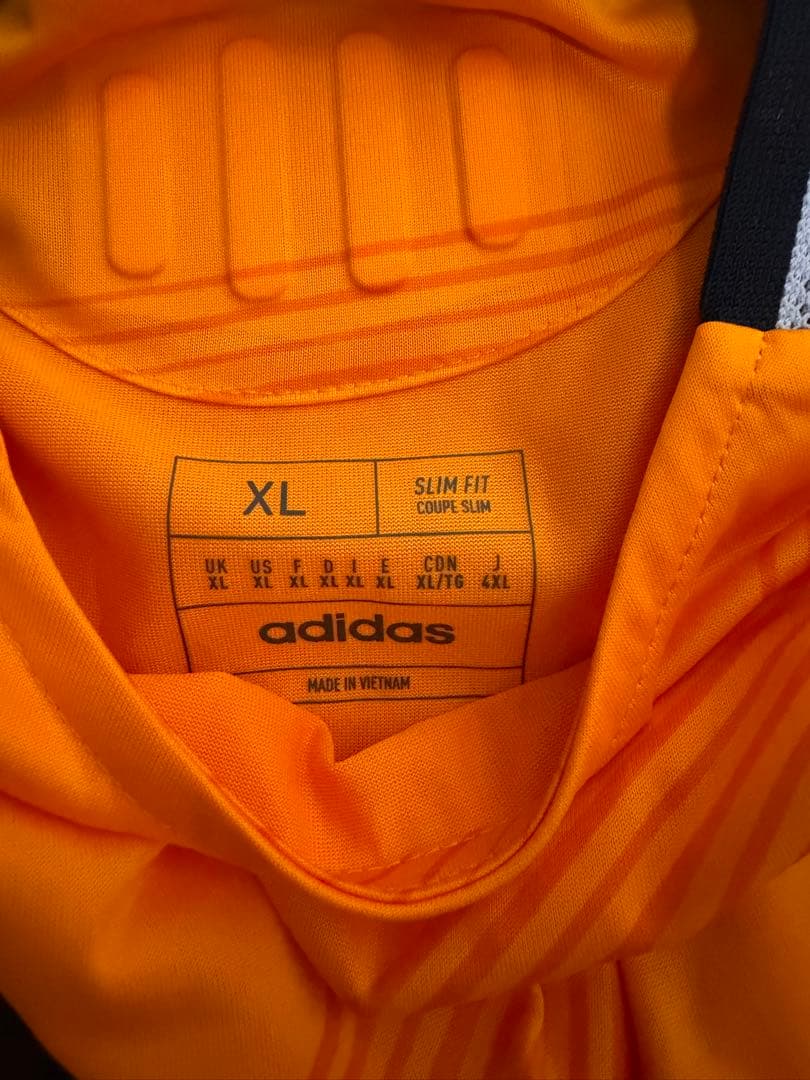 XL
SLIM FIT
COUPE SLIM
UK US F D I E CDN J
XL XL XL XL XL XL XL/TG 4XL
adidas
MADE IN VIETNAM